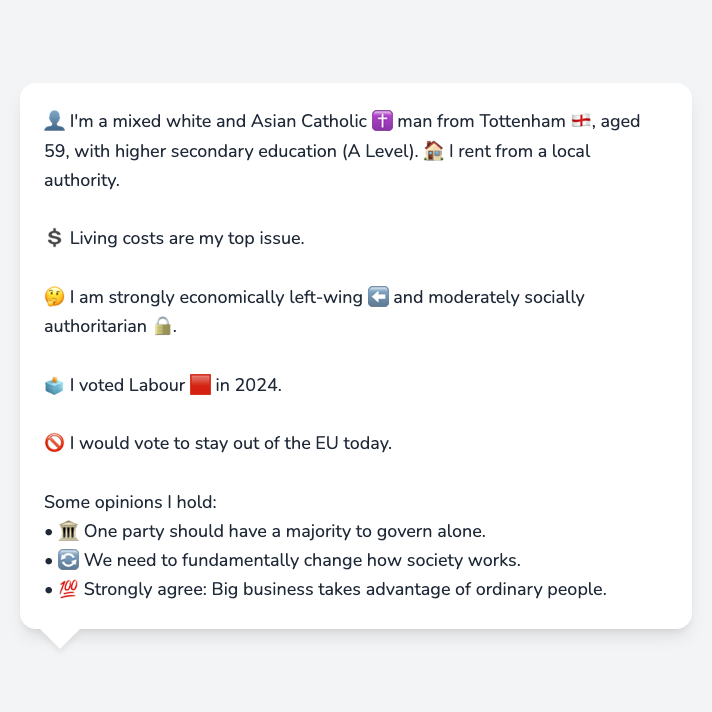 👤 I'm a mixed white and Asian Catholic ✝️ man from Tottenham 🏴󠁧󠁢󠁥󠁮󠁧󠁿, aged
59, with higher secondary education (A Level). 🏠 I rent from a local
authority.
💲 Living costs are my top issue.
🤔 I am strongly economically left-wing ⬅️ and moderately socially
authoritarian 🔒.
🗳️ I voted Labour 🟥 in 2024.
🚫 I would vote to stay out of the EU today.
Some opinions I hold:
• 🏛️ One party should have a majority to govern alone.
• 🔄 We need to fundamentally change how society works.
• 💯 Strongly agree: Big business takes advantage of ordinary people.